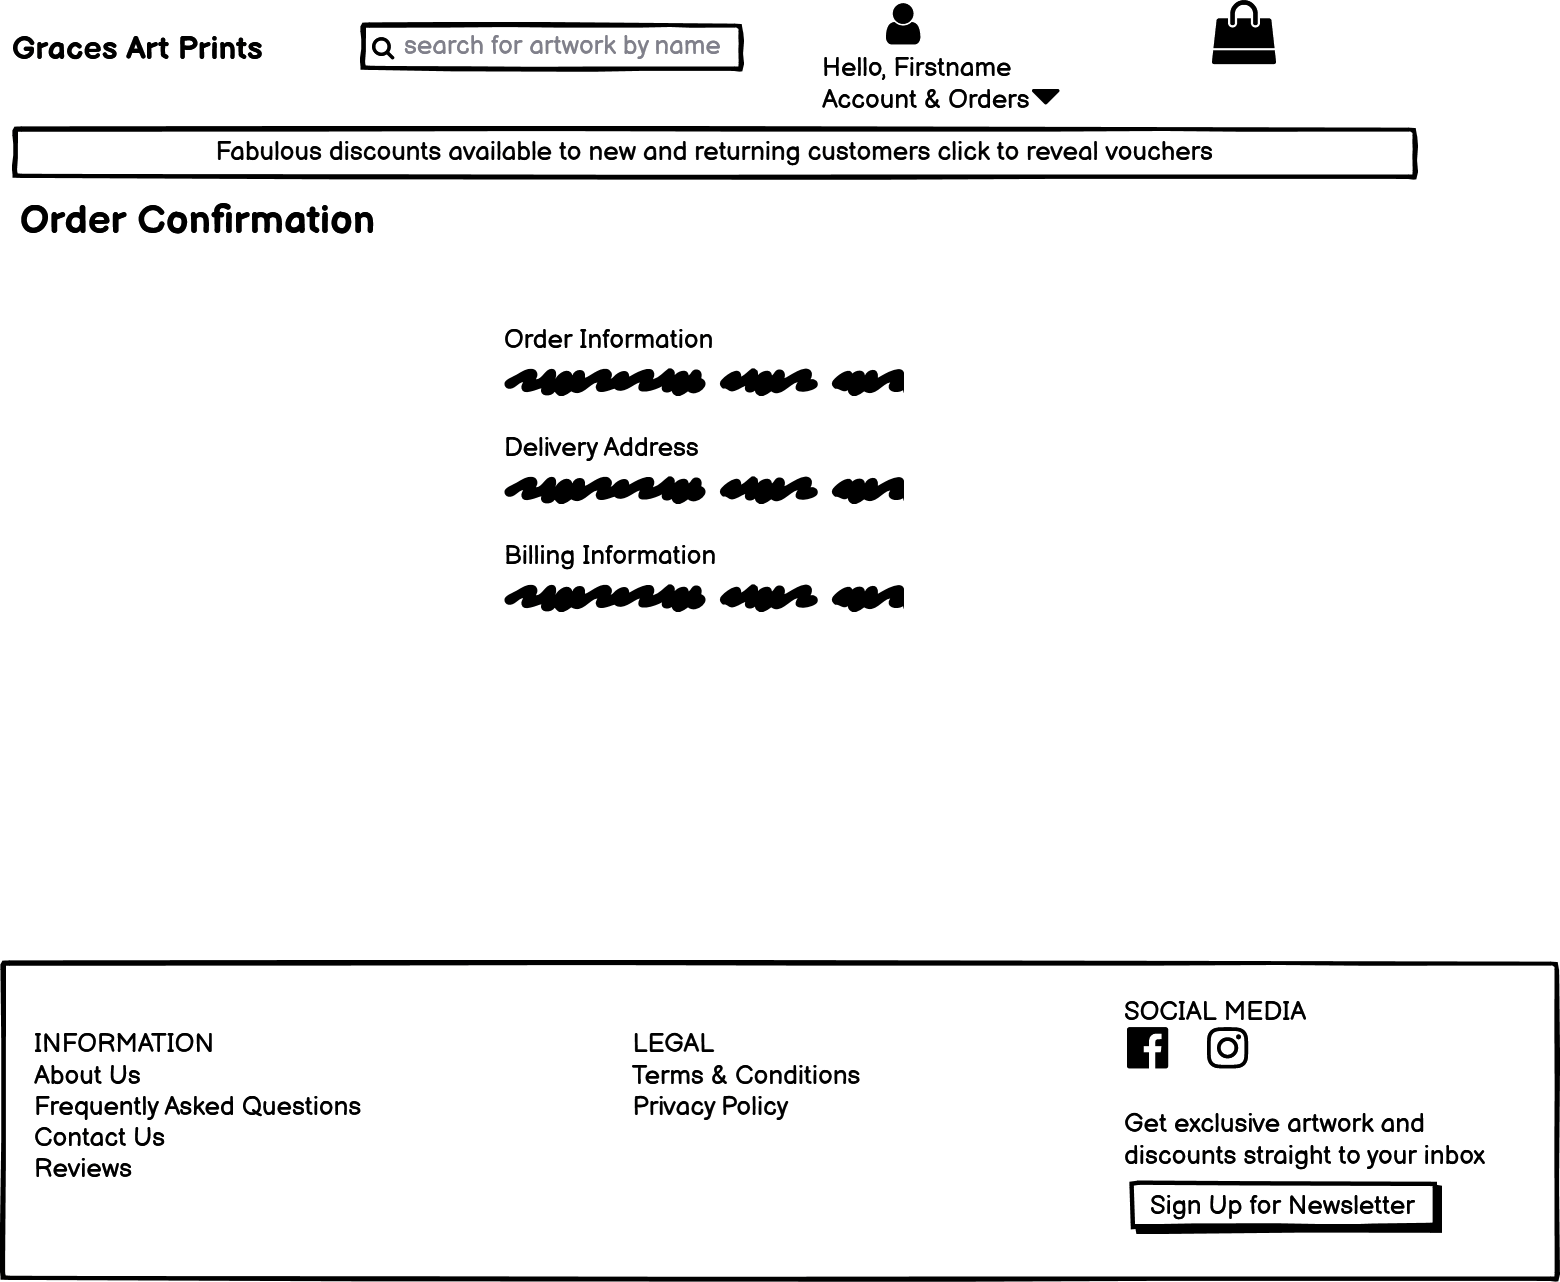 Graces Art Prints
search for artwork by name
Hello, Firstname
Account & Orders
Fabulous discounts available to new and returning customers click to reveal vouchers
Order Confirmation
Order Information
Delivery Address
Billing Information
INFORMATION
About Us
Frequently Asked Questions
Contact Us
Reviews
LEGAL
Terms & Conditions
Privacy Policy
SOCIAL MEDIA
Get exclusive artwork and
discounts straight to your inbox
Sign Up for Newsletter